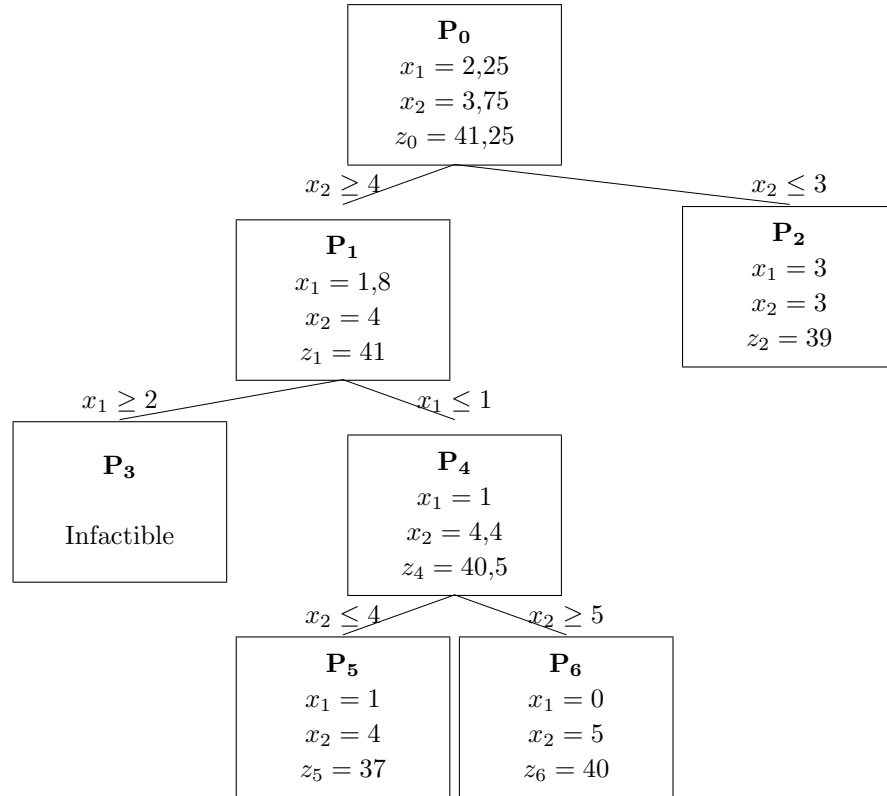 P₀
x₁ = 2,25
x₂ = 3,75
z₀ = 41,25
x₂ ≥ 4
x₂ ≤ 3
P₁
x₁ = 1,8
x₂ = 4
z₁ = 41
P₂
x₁ = 3
x₂ = 3
z₂ = 39
x₁ ≥ 2
x₁ ≤ 1
P₃
Infactible
P₄
x₁ = 1
x₂ = 4,4
z₄ = 40,5
x₂ ≤ 4
x₂ ≥ 5
P₅
x₁ = 1
x₂ = 4
z₅ = 37
P₆
x₁ = 0
x₂ = 5
z₆ = 40